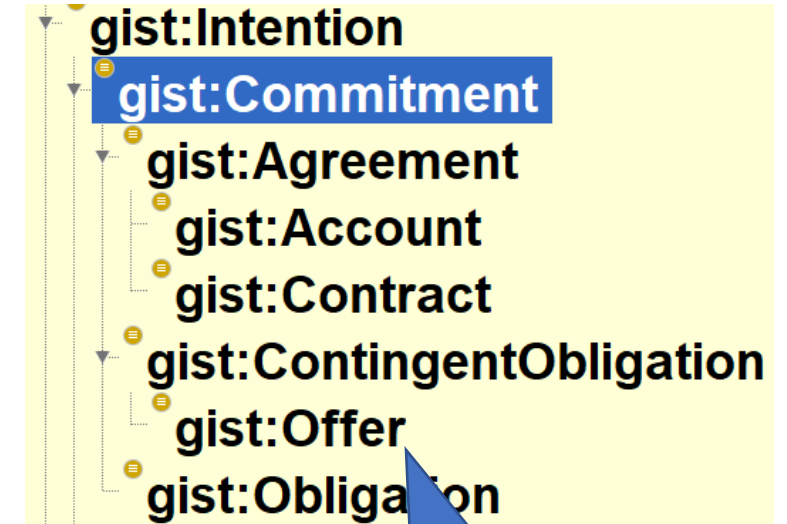 gist:Intention
gist:Commitment
gist:Agreement
gist:Account
gist:Contract
gist:ContingentObligation
gist:Offer
gist:Obligation